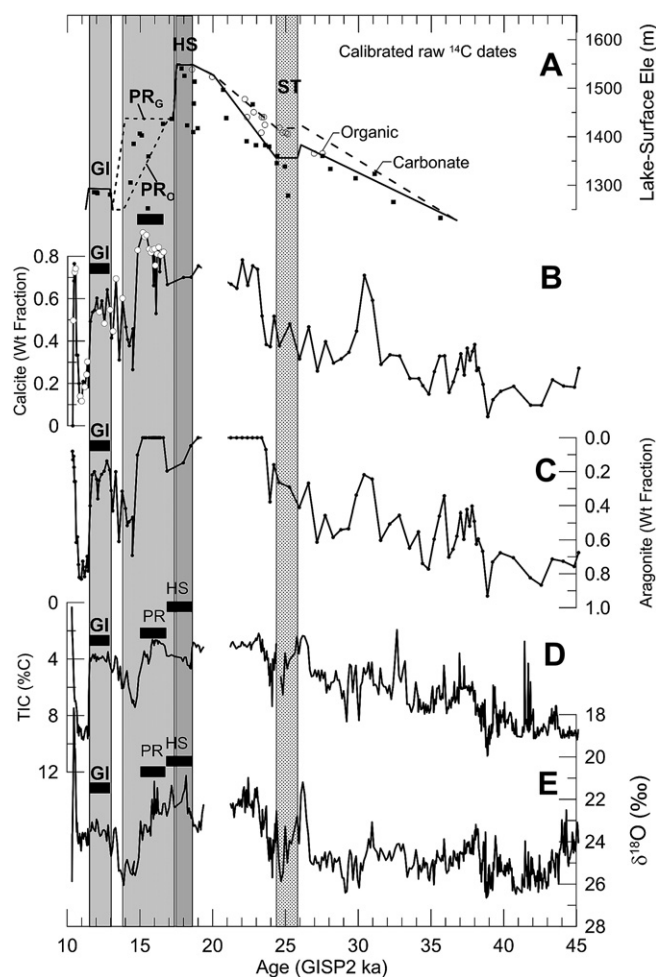 HS
Calibrated raw ¹⁴C dates
A
1600
1500
1400
1300
Lake-Surface Ele (m)
ST
PR_G
GI
PR_O
Organic
Carbonate
0.8
0.6
0.4
0.2
0
Calcite (Wt Fraction)
GI
B
GI
C
0.0
0.2
0.4
0.6
0.8
1.0
Aragonite (Wt Fraction)
0
4
8
12
TIC (%C)
GI
PR
HS
D
GI
PR
HS
E
18
20
22
24
26
28
δ¹⁸O (‰)
10 15 20 25 30 35 40 45
Age (GISP2 ka)